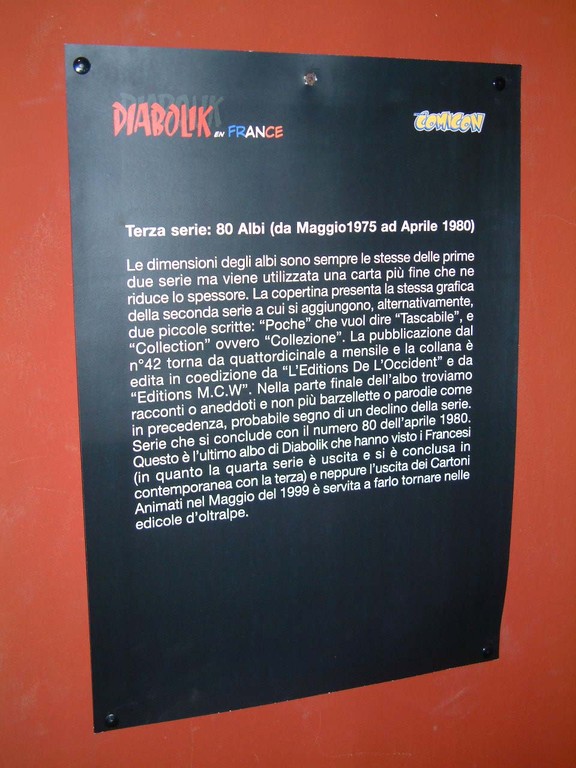 DIABOLIK EN FRANCE
COMICON
Terza serie: 80 Albi (da Maggio1975 ad Aprile 1980)
Le dimensioni degli albi sono sempre le stesse delle prime
due serie ma viene utilizzata una carta più fine che ne
riduce lo spessore. La copertina presenta la stessa grafica
della seconda serie a cui si aggiungono, alternativamente,
due piccole scritte: “Poche” che vuol dire “Tascabile”, e
“Collection” ovvero “Collezione”. La pubblicazione dal
n°42 torna da quattordicinale a mensile e la collana è
edita in coedizione da “L’Editions De L’Occident” e da
“Editions M.C.W”. Nella parte finale dell’albo troviamo
racconti o aneddoti e non più barzellette o parodie come
in precedenza, probabile segno di un declino della serie.
Serie che si conclude con il numero 80 dell’aprile 1980.
Questo è l’ultimo albo di Diabolik che hanno visto i Francesi
(in quanto la quarta serie è uscita e si è conclusa in
contemporanea con la terza) e neppure l’uscita dei Cartoni
Animati nel Maggio del 1999 è servita a farlo tornare nelle
edicole d’oltralpe.